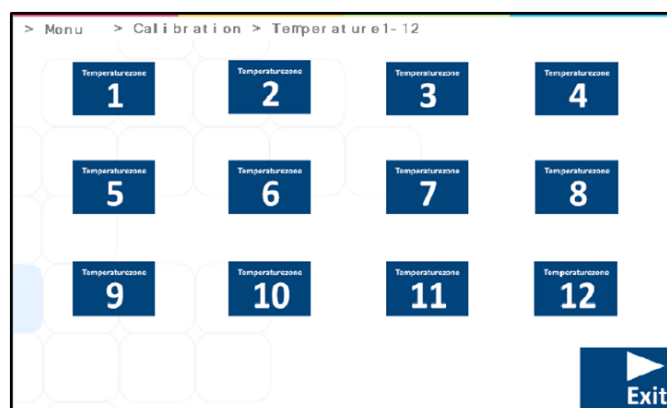 > Menu > Calibration > Temperature1-12
Temperaturezone
1
Temperaturezone
2
Temperaturezone
3
Temperaturezone
4
Temperaturezone
5
Temperaturezone
6
Temperaturezone
7
Temperaturezone
8
Temperaturezone
9
Temperaturezone
10
Temperaturezone
11
Temperaturezone
12
Exit